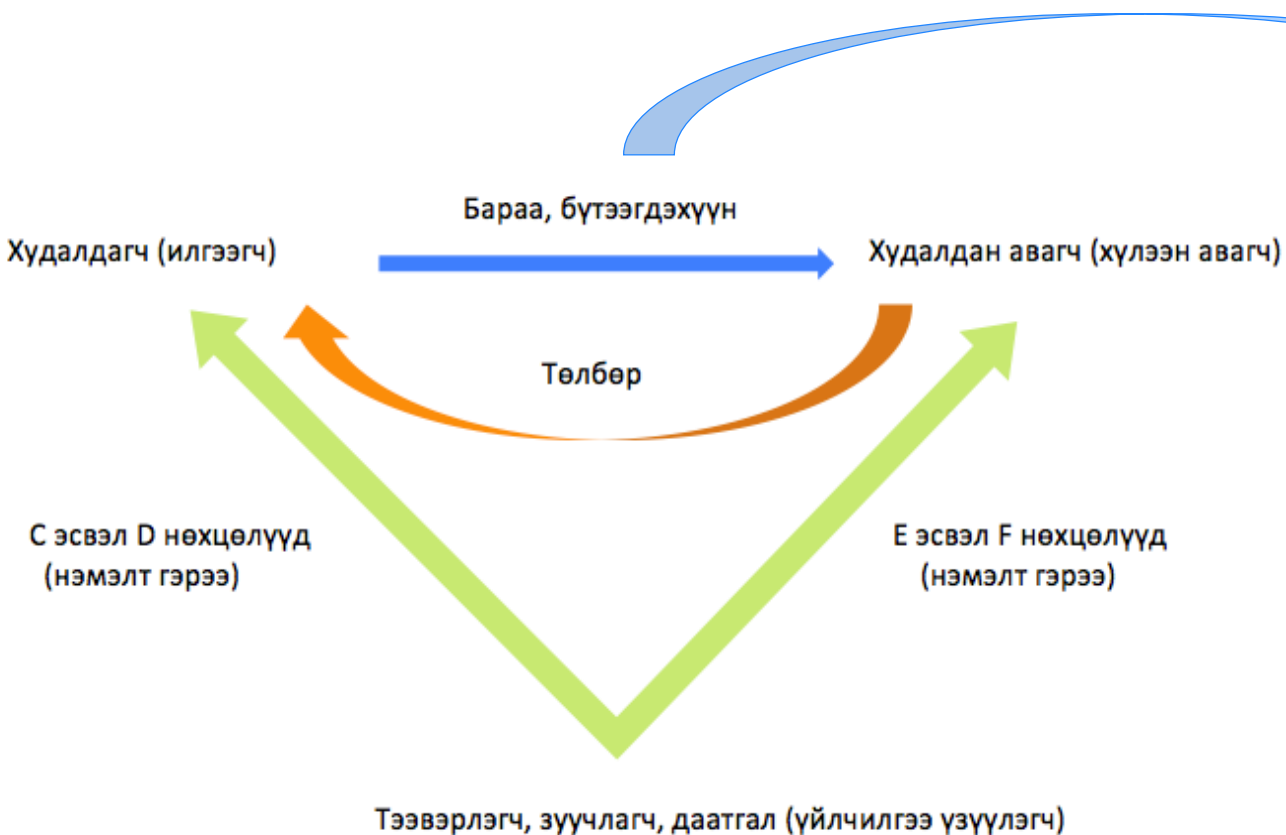 Бараа, бүтээгдэхүүн
Худалдагч (илгээгч)
Худалдан авагч (хүлээн авагч)
Төлбөр
С эсвэл D нөхцөлүүд
(нэмэлт гэрээ)
Е эсвэл F нөхцөлүүд
(нэмэлт гэрээ)
Тээвэрлэгч, зуучлагч, даатгал (үйлчилгээ үзүүлэгч)